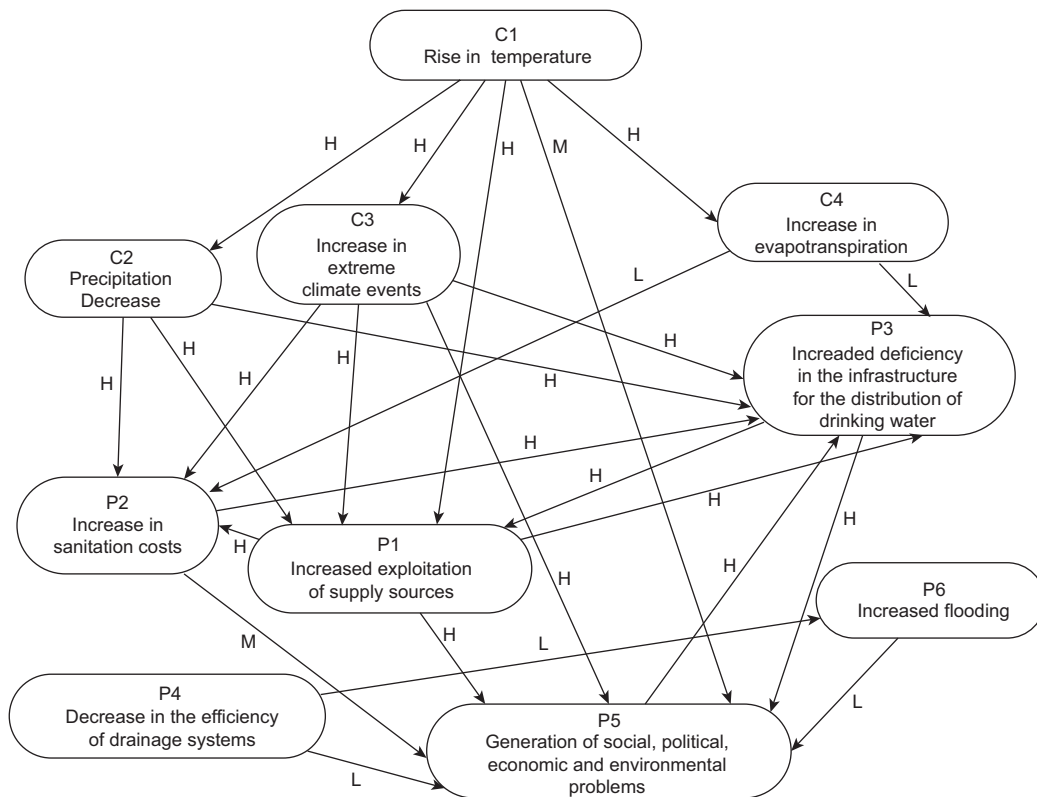 C1
Rise in temperature
H
H
H
M
H
C4
Increase in
evapotranspiration
C3
Increase in
extreme
climate events
C2
Precipitation
Decrease
L
L
P3
Increaded deficiency
in the infrastructure
for the distribution of
drinking water
H
H
H
H
H
H
H
H
H
P2
Increase in
sanitation costs
H
P1
Increased exploitation
of supply sources
H
H
H
H
P6
Increased flooding
M
H
L
P4
Decrease in the efficiency
of drainage systems
P5
Generation of social, political,
economic and environmental
problems
L
L